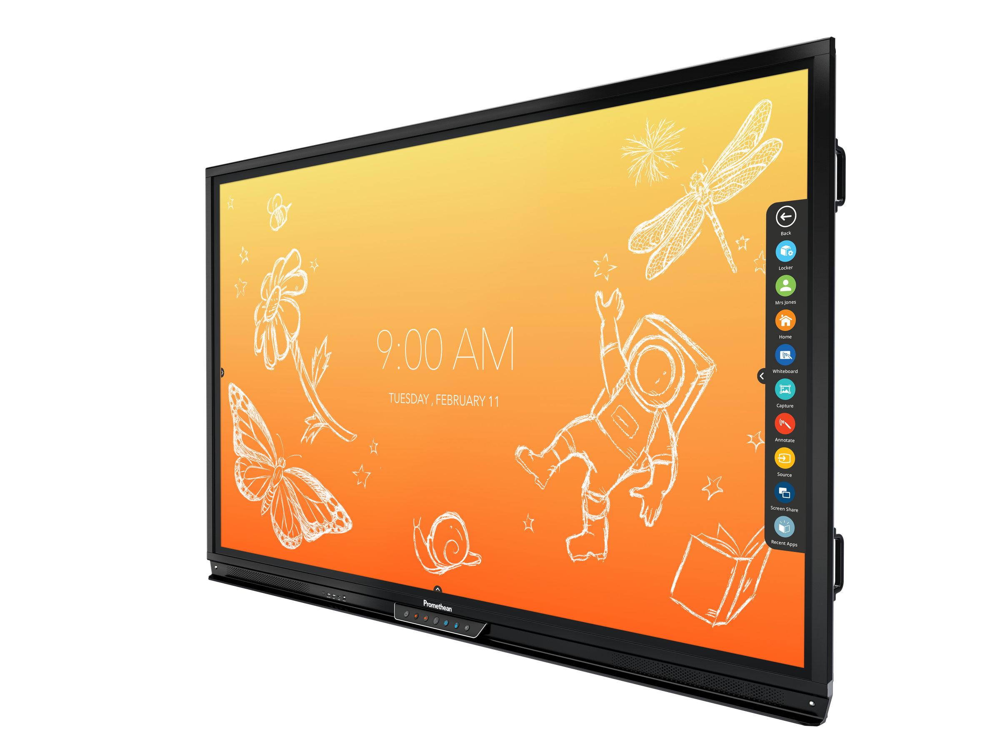 9:00 AM
TUESDAY, FEBRUARY 11
Back
Locker
Mrs Jones
Home
Whiteboard
Capture
Annotate
Source
Screen Share
Recent Apps
Promethean